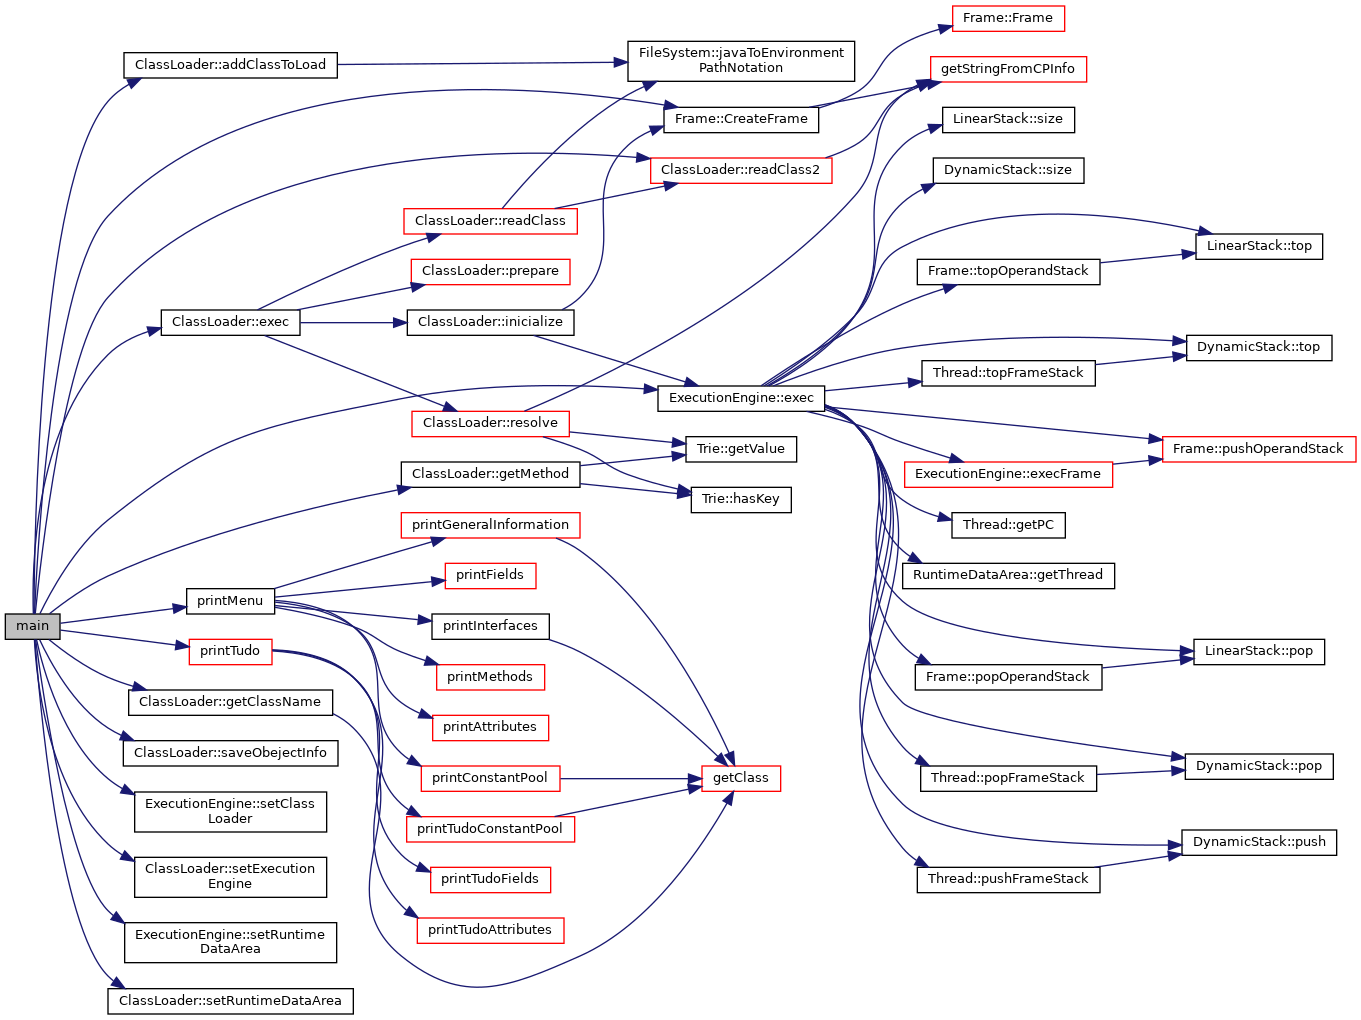 main
ClassLoader::addClassToLoad
FileSystem::javaToEnvironment
PathNotation
Frame::CreateFrame
Frame::Frame
getStringFromCPInfo
ClassLoader::readClass2
ClassLoader::exec
ClassLoader::readClass
ClassLoader::prepare
ClassLoader::inicialize
ClassLoader::resolve
ExecutionEngine::exec
LinearStack::size
DynamicStack::size
LinearStack::top
Frame::topOperandStack
DynamicStack::top
Thread::topFrameStack
Frame::pushOperandStack
ExecutionEngine::execFrame
Thread::getPC
RuntimeDataArea::getThread
LinearStack::pop
Frame::popOperandStack
DynamicStack::pop
Thread::popFrameStack
DynamicStack::push
Thread::pushFrameStack
Trie::getValue
Trie::hasKey
ClassLoader::getMethod
printMenu
printGeneralInformation
printFields
printInterfaces
printMethods
printAttributes
printConstantPool
getClass
printTudo
printTudoConstantPool
printTudoFields
printTudoAttributes
ClassLoader::getClassName
ClassLoader::saveObejectInfo
ExecutionEngine::setClass
Loader
ClassLoader::setExecution
Engine
ExecutionEngine::setRuntime
DataArea
ClassLoader::setRuntimeDataArea